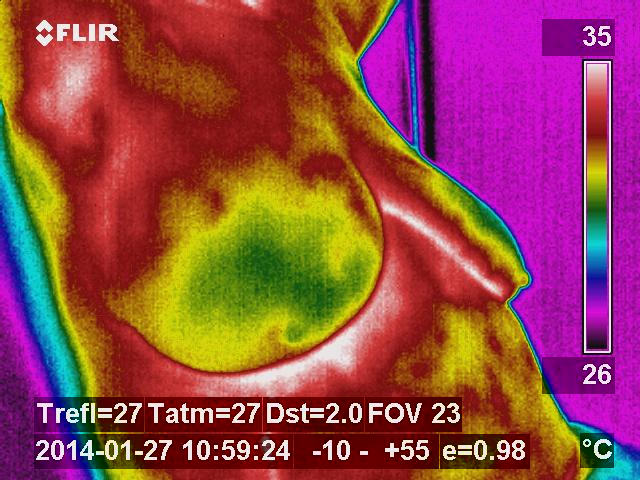 FLIR
35
26
Trefl=27 Tatm=27 Dst=2.0 FOV 23
2014-01-27 10:59:24 -10 - +55 e=0.98 °C